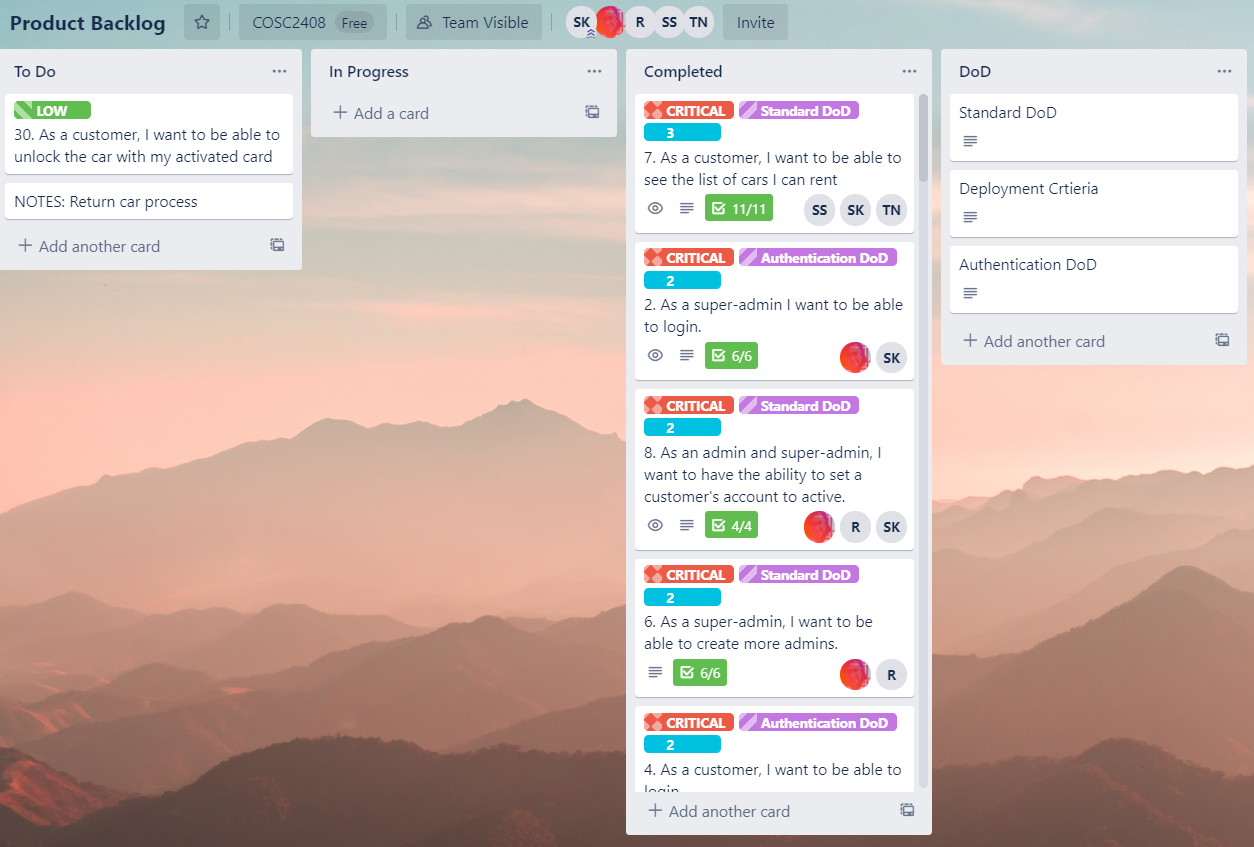 Product Backlog
COSC2408 Free
Team Visible
SK R SS TN
Invite
To Do
LOW
30. As a customer, I want to be able to
unlock the car with my activated card
NOTES: Return car process
Add another card
In Progress
Add a card
Completed
CRITICAL Standard DoD
3
7. As a customer, I want to be able to
see the list of cars I can rent
11/11 SS SK TN
CRITICAL Authentication DoD
2
2. As a super-admin I want to be able
to login.
6/6 SK
CRITICAL Standard DoD
2
8. As an admin and super-admin, I
want to have the ability to set a
customer's account to active.
4/4 R SK
CRITICAL Standard DoD
2
6. As a super-admin, I want to be
able to create more admins.
6/6 R
CRITICAL Authentication DoD
2
4. As a customer, I want to be able to
login
Add another card
DoD
Standard DoD
Deployment Crtieria
Authentication DoD
Add another card